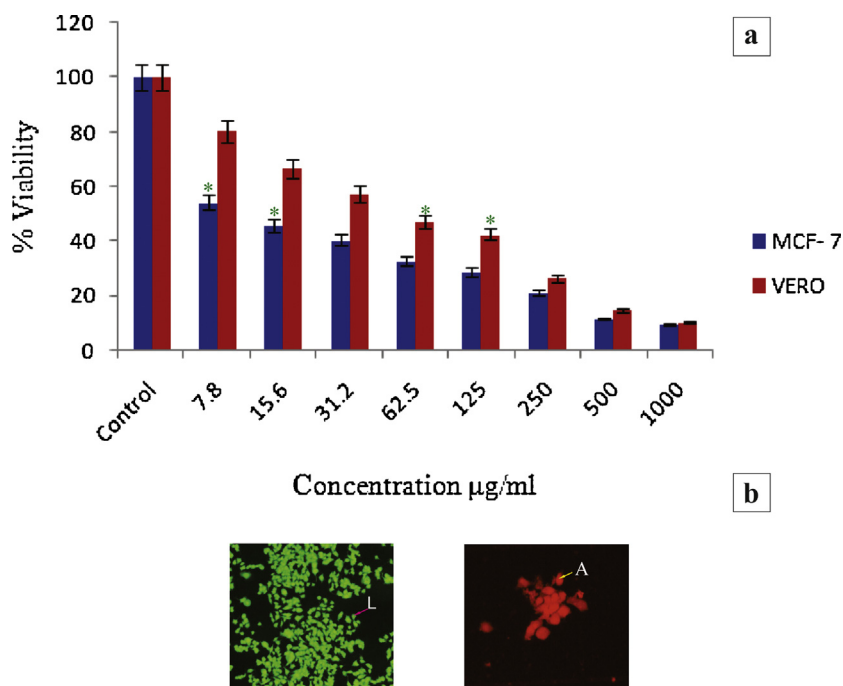 a
120
100
80
60
40
20
0
% Viability
*
*
*
*
MCF- 7
VERO
Control
7.8
15.6
31.2
62.5
125
250
500
1000
Concentration µg/ml
b
L
A